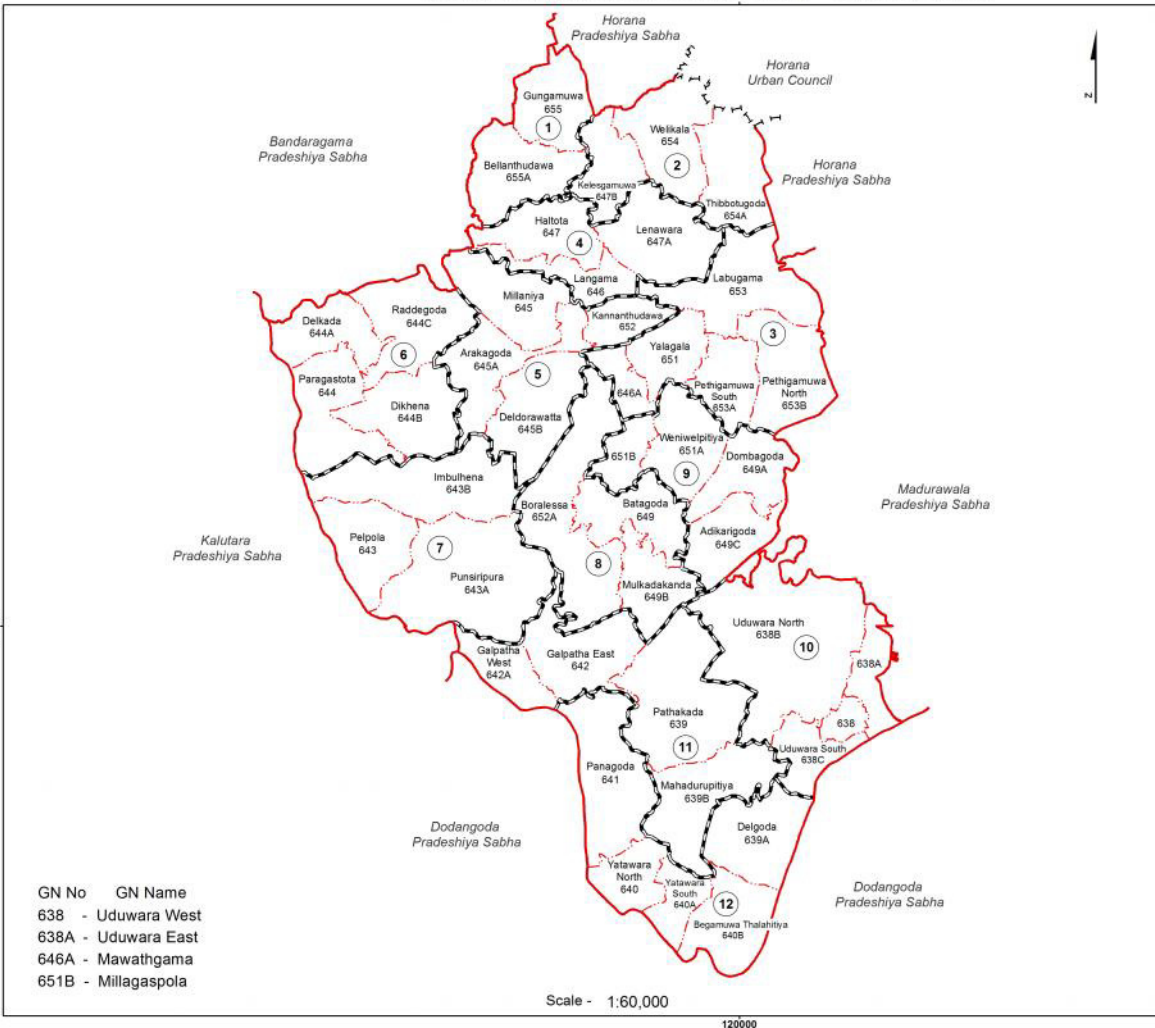 Horana
Pradeshiya Sabha
Horana
Urban Council
N
Gungamuwa
655
1
Bandaragama
Pradeshiya Sabha
Welikala
654
2
Horana
Pradeshiya Sabha
Bellanthudawa
655A
Kelesgamuwa
647B
Thibbotugoda
654A
Haltota
647
4
Lenawara
647A
Langama
646
Labugama
653
Millaniya
645
Raddegoda
644C
Delkada
644A
Kannanthudawa
652
3
6
Arakagoda
645A
Yalagala
651
5
Paragastota
644
Dikhena
644B
646A
Pethigamuwa
South
653A
Pethigamuwa
North
653B
Deldorawatta
645B
Weniwelpitiya
651A
651B
9
Dombagoda
649A
Imbulhena
643B
Boralessa
652A
Batagoda
649
Madurawala
Pradeshiya Sabha
Adikarigoda
649C
Kalutara
Pradeshiya Sabha
Pelpola
643
7
8
Punsiripura
643A
Mulkadakanda
649B
Uduwara North
638B
10
Galpatha
West
642A
Galpatha East
642
638A
Pathakada
639
11
638
Uduwara South
638C
Panagoda
641
Mahadurupitiya
639B
Delgoda
639A
Dodangoda
Pradeshiya Sabha
Yatawara
North
640
Yatawara
South
640A
12
Begamuwa Thalahitiya
640B
Dodangoda
Pradeshiya Sabha
GN No GN Name
638 - Uduwara West
638A - Uduwara East
646A - Mawathgama
651B - Millagaspola
Scale - 1:60,000
120000